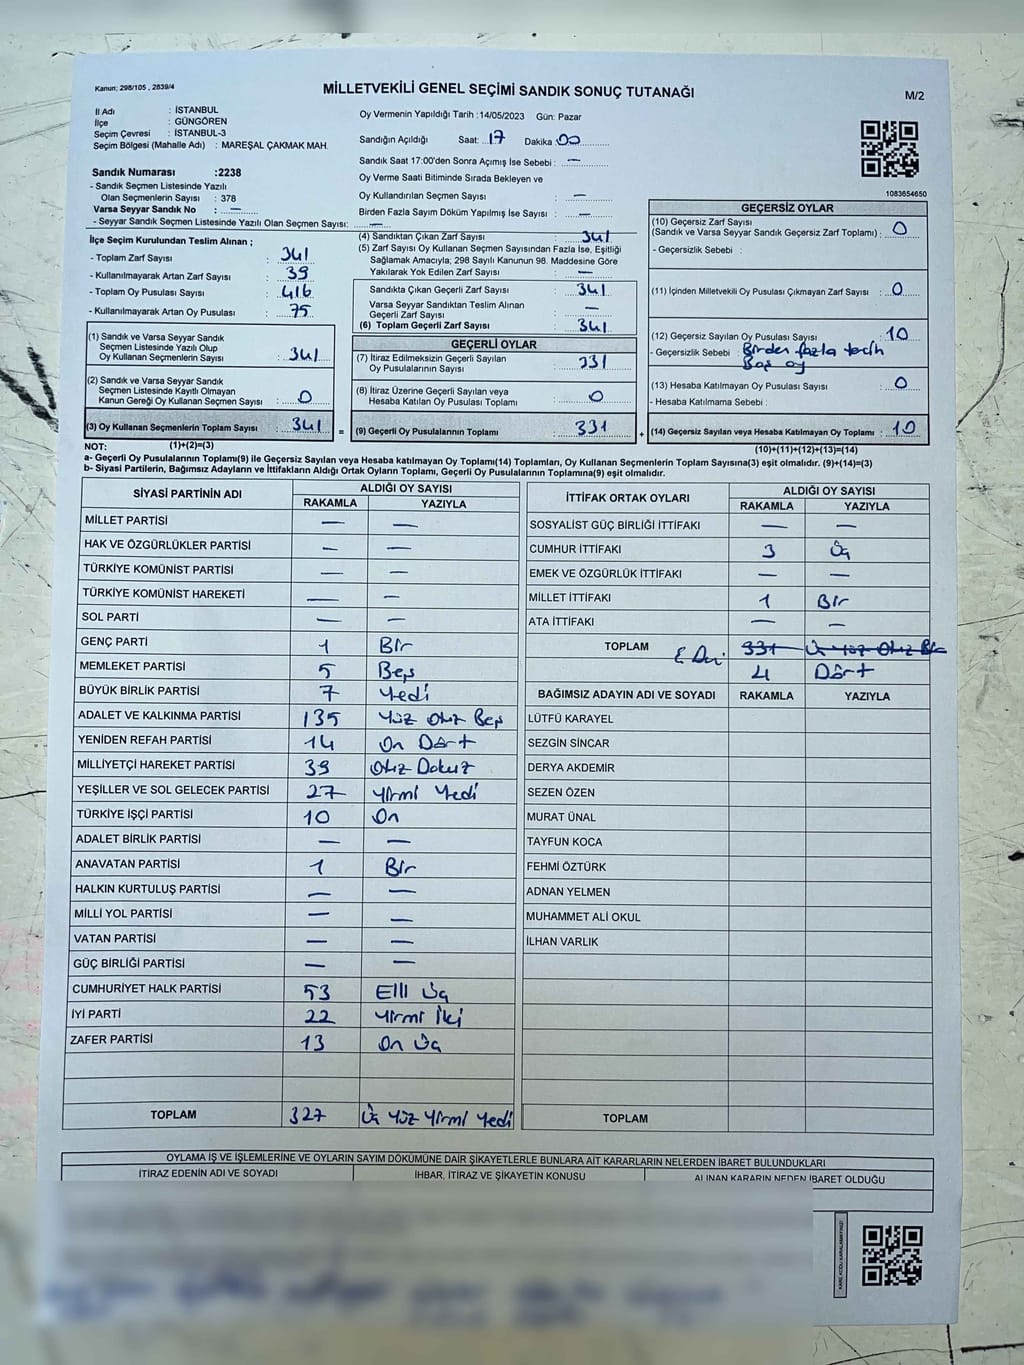 Kanun; 298/105 , 2839/4
MİLLETVEKİLİ GENEL SEÇİMİ SANDIK SONUÇ TUTANAĞI
M/2
İl Adı : İSTANBUL
İlçe : GÜNGÖREN
Seçim Çevresi : İSTANBUL-3
Seçim Bölgesi (Mahalle Adı) : MAREŞAL ÇAKMAK MAH.
Sandık Numarası :2238
- Sandık Seçmen Listesinde Yazılı
Olan Seçmenlerin Sayısı : 378
Varsa Seyyar Sandık No : —
- Seyyar Sandık Seçmen Listesinde Yazılı Olan Seçmen Sayısı: —
Oy Vermenin Yapıldığı Tarih :14/05/2023 Gün: Pazar
Sandığın Açıldığı Saat: 17 Dakika 00
Sandık Saat 17:00'den Sonra Açımış İse Sebebi : —
Oy Verme Saati Bitiminde Sırada Bekleyen ve
Oy Kullandırılan Seçmen Sayısı : —
Birden Fazla Sayım Döküm Yapılmış İse Sayısı : —
1083654650
İlçe Seçim Kurulundan Teslim Alınan ;
- Toplam Zarf Sayısı : 341
- Kullanılmayarak Artan Zarf Sayısı : 39
- Toplam Oy Pusulası Sayısı : 416
- Kullanılmayarak Artan Oy Pusulası : 75
(4) Sandıktan Çıkan Zarf Sayısı : 341
(5) Zarf Sayısı Oy Kullanan Seçmen Sayısından Fazla İse, Eşitliği
Sağlamak Amacıyla; 298 Sayılı Kanunun 98. Maddesine Göre
Yakılarak Yok Edilen Zarf Sayısı : —
Sandıkta Çıkan Geçerli Zarf Sayısı : 341
Varsa Seyyar Sandıktan Teslim Alınan
Geçerli Zarf Sayısı : —
(6) Toplam Geçerli Zarf Sayısı : 341
GEÇERSİZ OYLAR
(10) Geçersiz Zarf Sayısı
(Sandık ve Varsa Seyyar Sandık Geçersiz Zarf Toplamı) : 0
- Geçersizlik Sebebi :
(11) İçinden Milletvekili Oy Pusulası Çıkmayan Zarf Sayısı : 0
(12) Geçersiz Sayılan Oy Pusulası Sayısı : 10
- Geçersizlik Sebebi : Birden fazla tercih
Boş oy
(13) Hesaba Katılmayan Oy Pusulası Sayısı : 0
- Hesaba Katılmama Sebebi :
(14) Geçersiz Sayılan veya Hesaba Katılmayan Oy Toplamı : 10
(10)+(11)+(12)+(13)=(14)
(1) Sandık ve Varsa Seyyar Sandık
Seçmen Listesinde Yazılı Olup
Oy Kullanan Seçmenlerin Sayısı : 341
(2) Sandık ve Varsa Seyyar Sandık
Seçmen Listesinde Kayıtlı Olmayan
Kanun Gereği Oy Kullanan Seçmen Sayısı : 0
(3) Oy Kullanan Seçmenlerin Toplam Sayısı : 341
GEÇERLİ OYLAR
(7) İtiraz Edilmeksizin Geçerli Sayılan
Oy Pusulalarının Sayısı : 331
(8) İtiraz Üzerine Geçerli Sayılan veya
Hesaba Katılan Oy Pusulası Toplamı : 0
= (9) Geçerli Oy Pusulalarının Toplamı : 331 +
NOT: (1)+(2)=(3)
a- Geçerli Oy Pusulalarının Toplamı(9) ile Geçersiz Sayılan veya Hesaba katılmayan Oy Toplamı(14) Toplamları, Oy Kullanan Seçmenlerin Toplam Sayısına(3) eşit olmalıdır. (9)+(14)=(3)
b- Siyasi Partilerin, Bağımsız Adayların ve İttifakların Aldığı Ortak Oyların Toplamı, Geçerli Oy Pusulalarının Toplamına(9) eşit olmalıdır.
SİYASİ PARTİNİN ADI ALDIĞI OY SAYISI
RAKAMLA YAZIYLA
MİLLET PARTİSİ — —
HAK VE ÖZGÜRLÜKLER PARTİSİ — —
TÜRKİYE KOMÜNİST PARTİSİ — —
TÜRKİYE KOMÜNİST HAREKETİ — —
SOL PARTİ — —
GENÇ PARTİ 1 Bir
MEMLEKET PARTİSİ 5 Beş
BÜYÜK BİRLİK PARTİSİ 7 Yedi
ADALET VE KALKINMA PARTİSİ 135 Yüz Otuz Beş
YENİDEN REFAH PARTİSİ 14 On Dört
MİLLİYETÇİ HAREKET PARTİSİ 39 Otuz Dokuz
YEŞİLLER VE SOL GELECEK PARTİSİ 27 Yirmi Yedi
TÜRKİYE İŞÇİ PARTİSİ 10 On
ADALET BİRLİK PARTİSİ — —
ANAVATAN PARTİSİ 1 Bir
HALKIN KURTULUŞ PARTİSİ — —
MİLLİ YOL PARTİSİ — —
VATAN PARTİSİ — —
GÜÇ BİRLİĞİ PARTİSİ — —
CUMHURİYET HALK PARTİSİ 53 Elli Üç
İYİ PARTİ 22 Yirmi İki
ZAFER PARTİSİ 13 On Üç
TOPLAM 327 Üç Yüz Yirmi Yedi
İTTİFAK ORTAK OYLARI ALDIĞI OY SAYISI
RAKAMLA YAZIYLA
SOSYALİST GÜÇ BİRLİĞİ İTTİFAKI — —
CUMHUR İTTİFAKI 3 Üç
EMEK VE ÖZGÜRLÜK İTTİFAKI — —
MİLLET İTTİFAKI 1 Bir
ATA İTTİFAKI — —
TOPLAM 331 Üç Yüz Otuz Bir
4 Dört
BAĞIMSIZ ADAYIN ADI VE SOYADI RAKAMLA YAZIYLA
LÜTFÜ KARAYEL
SEZGİN SİNCAR
DERYA AKDEMİR
SEZEN ÖZEN
MURAT ÜNAL
TAYFUN KOCA
FEHMİ ÖZTÜRK
ADNAN YELMEN
MUHAMMET ALİ OKUL
İLHAN VARLIK
TOPLAM
OYLAMA İŞ VE İŞLEMLERİNE VE OYLARIN SAYIM DÖKÜMÜNE DAİR ŞİKAYETLERLE BUNLARA AİT KARARLARIN NELERDEN İBARET BULUNDUKLARI
İTİRAZ EDENİN ADI VE SOYADI İHBAR, İTİRAZ VE ŞİKAYETİN KONUSU ALINAN KARARIN NEDEN İBARET OLDUĞU